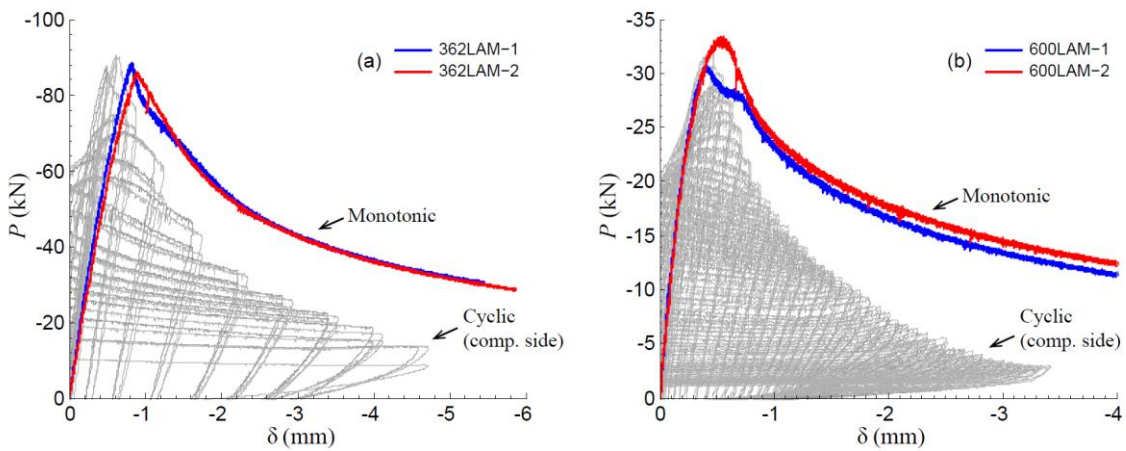 -100
-80
-60
-40
-20
0
P (kN)
(a)
362LAM−1
362LAM−2
Monotonic
Cyclic
(comp. side)
0 -1 -2 -3 -4 -5 -6
δ (mm)
-35
-30
-25
-20
-15
-10
-5
0
P (kN)
(b)
600LAM−1
600LAM−2
Monotonic
Cyclic
(comp. side)
0 -1 -2 -3 -4
δ (mm)